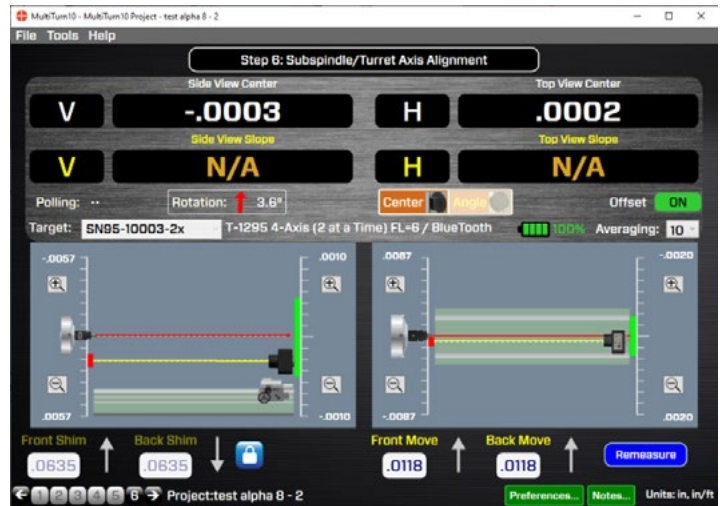 MultiTurn10 - MultiTurn10 Project - test alpha 8 - 2
File Tools Help
Step 6: Subspindle/Turret Axis Alignment
Side View Center Top View Center
V -.0003 H .0002
Side View Slope Top View Slope
V N/A H N/A
Polling: •• Rotation: 3.6° Center Angle Offset ON
Target: SN95-10003-2x T-1295 4-Axis (2 at a Time) FL=6 / BlueTooth 100% Averaging: 10
-.0057 .0010 .0087 -.0020
.0057 -.0010 -.0087 .0020
Front Shim Back Shim Front Move Back Move
.0635 .0635 .0118 .0118 Remeasure
1 2 3 4 5 6 Project:test alpha 8 - 2 Preferences... Notes... Units: in, in/ft